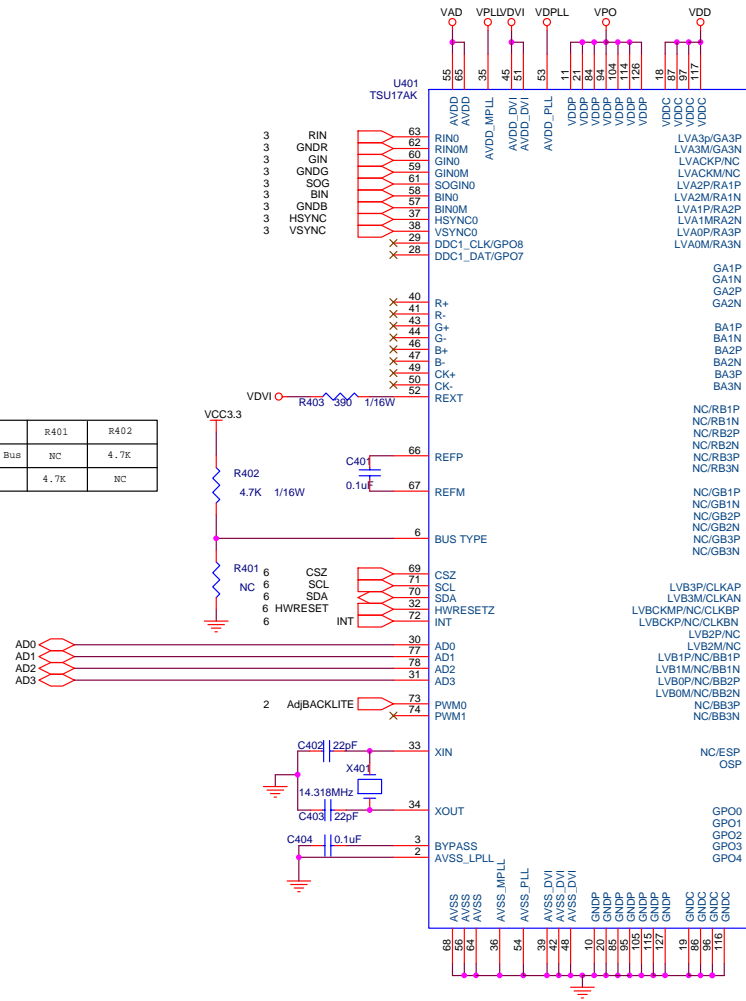 VAD VPLL VDVI VDPLL VPO VDD
55 65 35 45 51 53 11 21 84 94 104 114 126 18 87 97 117
U401
TSU17AK
AVDD AVDD AVDD_MPLL AVDD_DVI AVDD_DVI AVDD_PLL VDDP VDDP VDDP VDDP VDDP VDDP VDDP VDDC VDDC VDDC VDDC
3 RIN 63 RIN0 LVA3p/GA3P
3 GNDR 62 RIN0M LVA3M/GA3N
3 GIN 60 GIN0 LVACKP/NC
3 GNDG 59 GIN0M LVACKM/NC
3 SOG 61 SOGIN0 LVA2P/RA1P
3 BIN 58 BIN0 LVA2M/RA1N
3 GNDB 57 BIN0M LVA1P/RA2P
3 HSYNC 37 HSYNC0 LVA1MRA2N
3 VSYNC 38 VSYNC0 LVA0P/RA3P
29 DDC1_CLK/GPO8 LVA0M/RA3N
28 DDC1_DAT/GPO7
GA1P
GA1N
GA2P
GA2N
40 R+
41 R-
43 G+ BA1P
44 G- BA1N
46 B+ BA2P
47 B- BA2N
49 CK+ BA3P
50 CK- BA3N
VDVI R403 390 1/16W 52 REXT
NC/RB1P
NC/RB1N
NC/RB2P
NC/RB2N
NC/RB3P
NC/RB3N
VCC3.3
R401 R402
Bus NC 4.7K
4.7K NC
R402
4.7K 1/16W
C401
0.1uF
66 REFP
67 REFM
NC/GB1P
NC/GB1N
NC/GB2P
NC/GB2N
NC/GB3P
NC/GB3N
6 BUS TYPE
R401
NC
6 CSZ 69 CSZ
6 SCL 71 SCL
6 SDA 70 SDA
6 HWRESET 32 HWRESETZ
6 INT 72 INT
LVB3P/CLKAP
LVB3M/CLKAN
LVBCKMP/NC/CLKBP
LVBCKP/NC/CLKBN
LVB2P/NC
LVB2M/NC
LVB1P/NC/BB1P
LVB1M/NC/BB1N
LVB0P/NC/BB2P
LVB0M/NC/BB2N
NC/BB3P
NC/BB3N
AD0 30 AD0
AD1 77 AD1
AD2 78 AD2
AD3 31 AD3
2 AdjBACKLITE 73 PWM0
74 PWM1
C402 22pF 33 XIN
X401
14.318MHz
C403 22pF 34 XOUT
C404 0.1uF 3 BYPASS
2 AVSS_LPLL
NC/ESP
OSP
GPO0
GPO1
GPO2
GPO3
GPO4
AVSS AVSS AVSS AVSS_MPLL AVSS_PLL AVSS_DVI AVSS_DVI AVSS_DVI GNDP GNDP GNDP GNDP GNDP GNDP GNDP GNDC GNDC GNDC GNDC
68 56 64 36 54 39 42 48 10 20 85 95 105 115 127 19 86 96 116